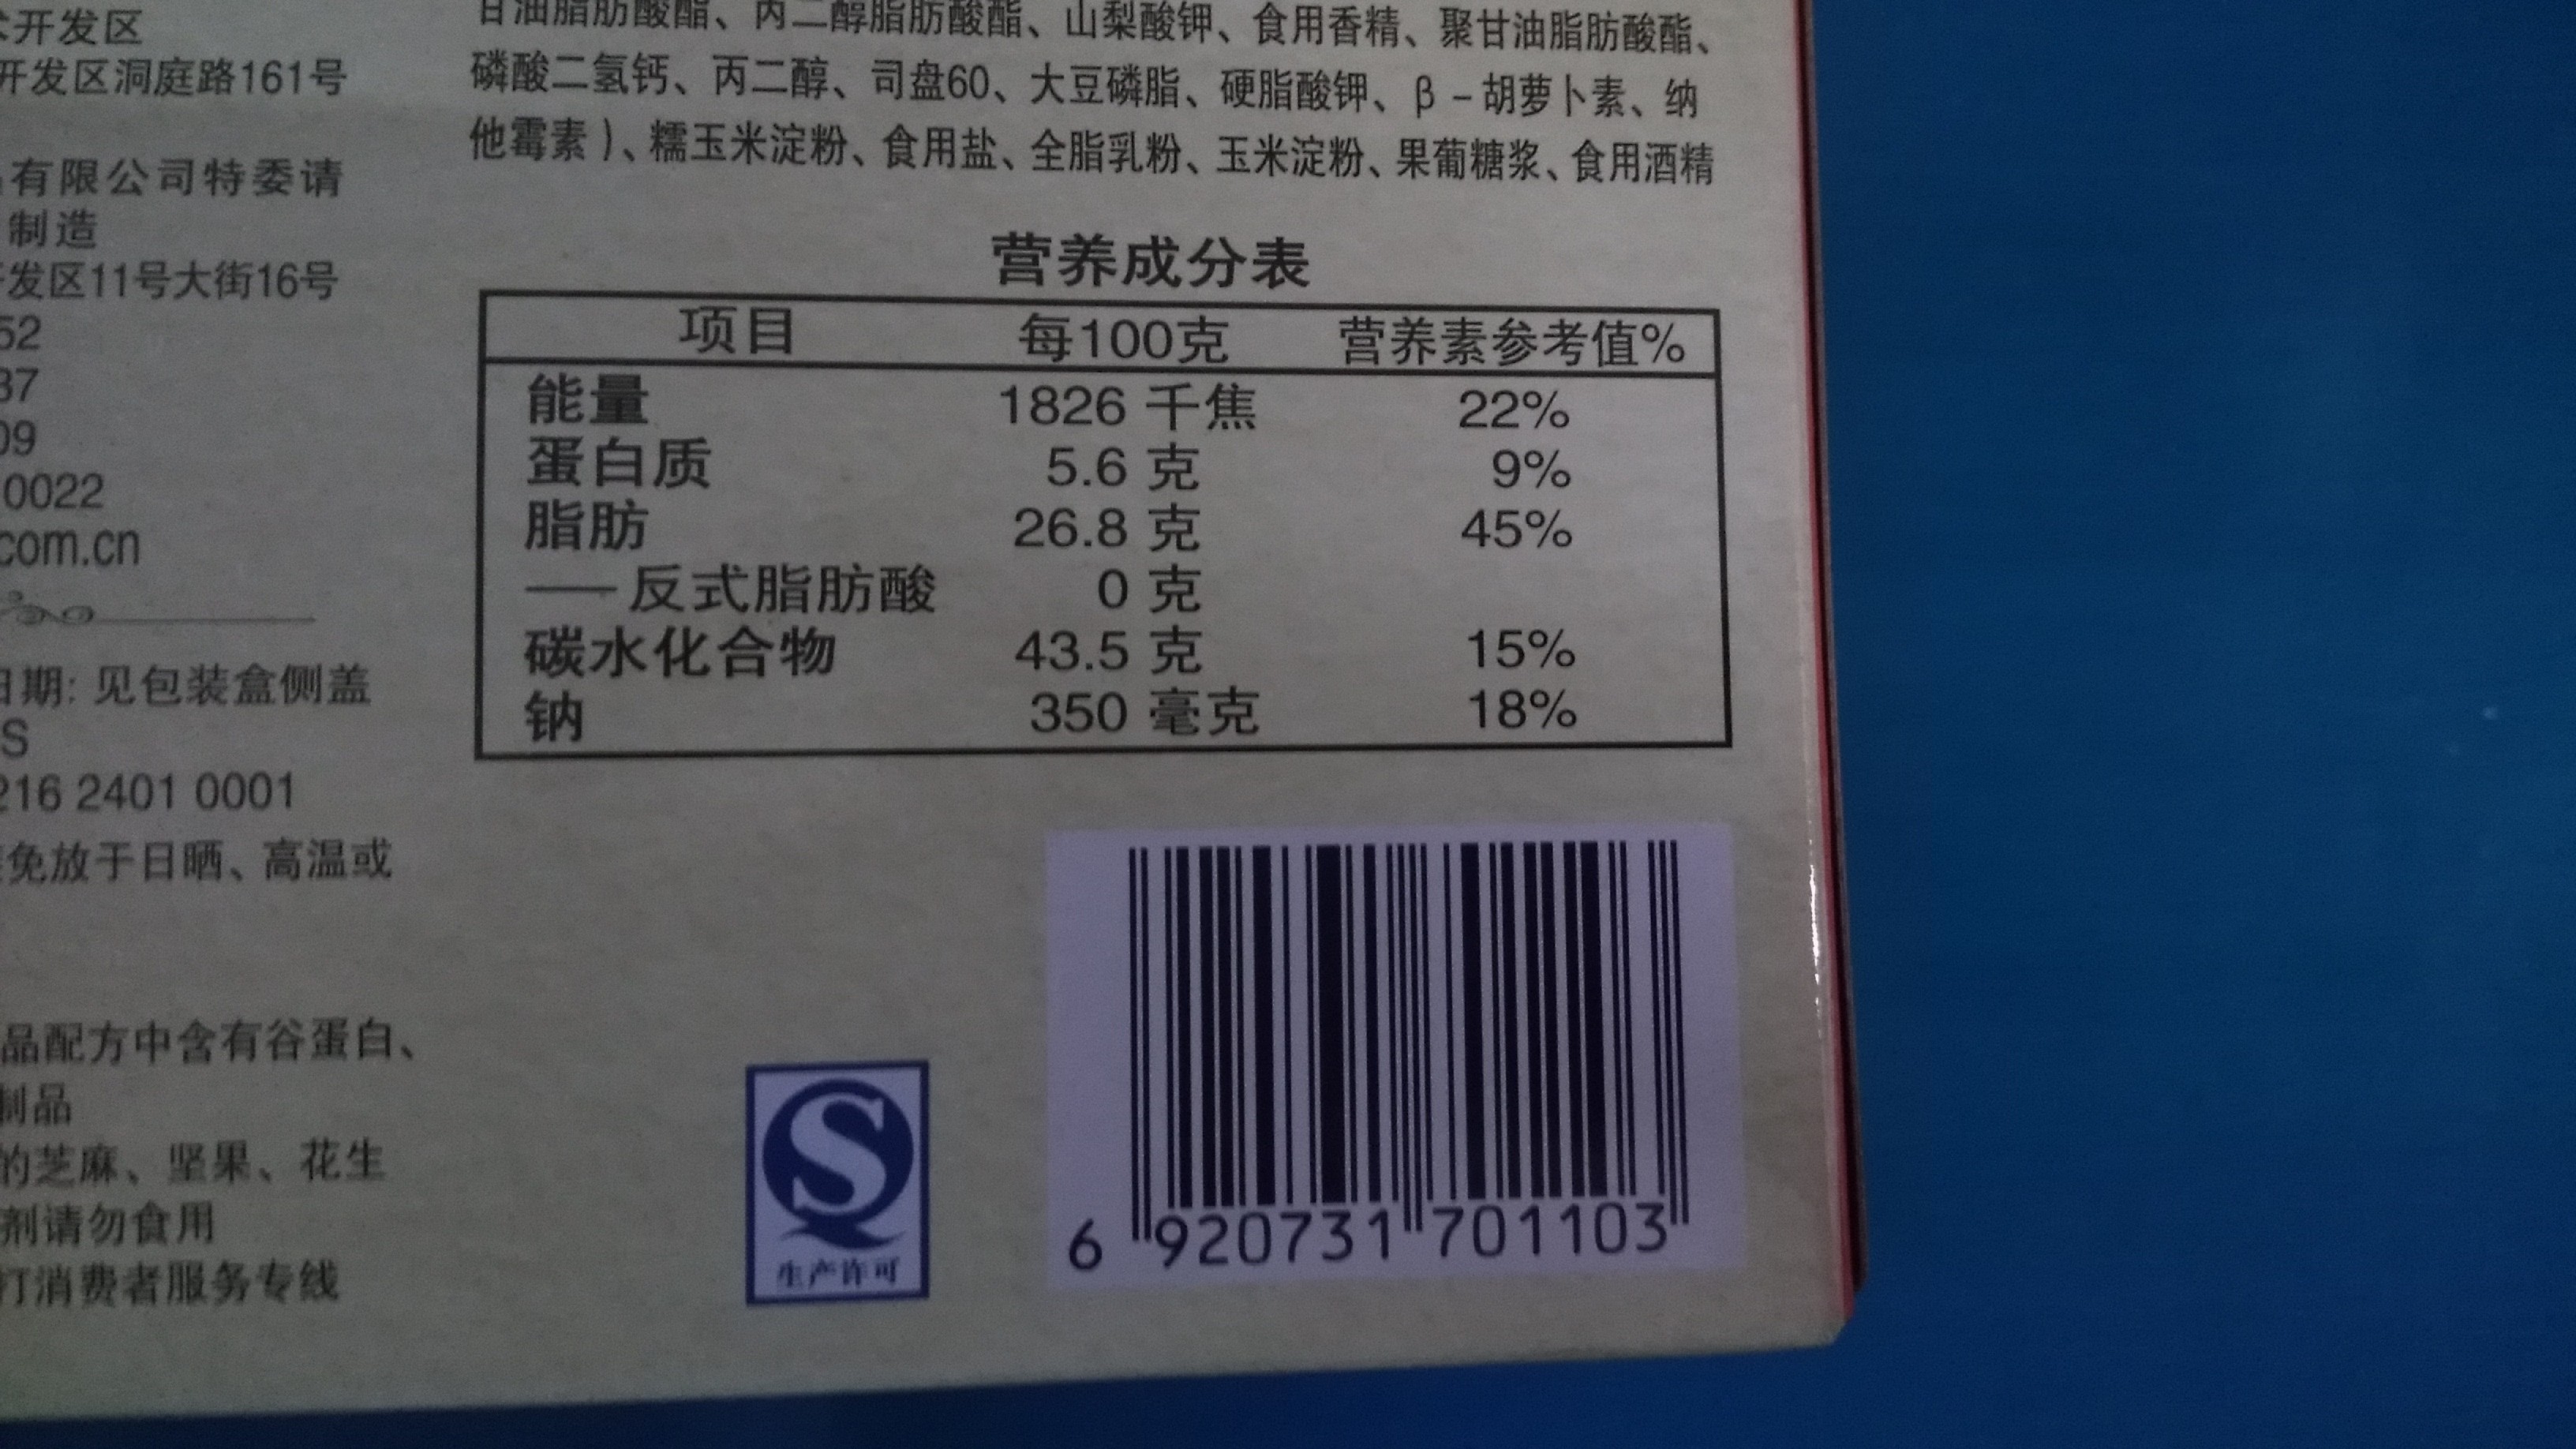 术开发区
开发区洞庭路161号
有限公司特委请
制造
开发区11号大街16号
52
37
09
0022
com.cn
日期: 见包装盒侧盖
S
216 2401 0001
免放于日晒、高温或
品配方中含有谷蛋白、
制品
的芝麻、坚果、花生
剂请勿食用
打消费者服务专线
甘油脂肪酸酯、丙二醇脂肪酸酯、山梨酸钾、食用香精、聚甘油脂肪酸酯、
磷酸二氢钙、丙二醇、司盘60、大豆磷脂、硬脂酸钾、β－胡萝卜素、纳
他霉素)、糯玉米淀粉、食用盐、全脂乳粉、玉米淀粉、果葡糖浆、食用酒精
营养成分表
项目 每100克 营养素参考值%
能量 1826 千焦 22%
蛋白质 5.6 克 9%
脂肪 26.8 克 45%
——反式脂肪酸 0 克
碳水化合物 43.5 克 15%
钠 350 毫克 18%
生产许可
6 920731 701103